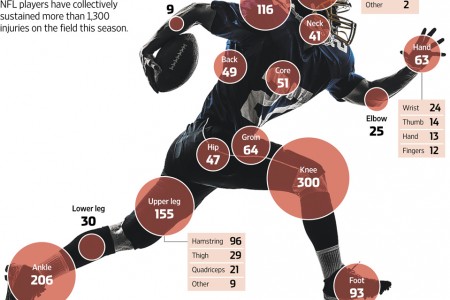 NFL players have collectively
sustained more than 1,300
injuries on the field this season.
9
116
Other 2
Neck
41
Hand
63
Back
49
Core
51
Wrist 24
Thumb 14
Hand 13
Fingers 12
Elbow
25
Groin
64
Hip
47
Knee
300
Lower leg
30
Upper leg
155
Hamstring 96
Thigh 29
Quadriceps 21
Other 9
Ankle
206
Foot
93